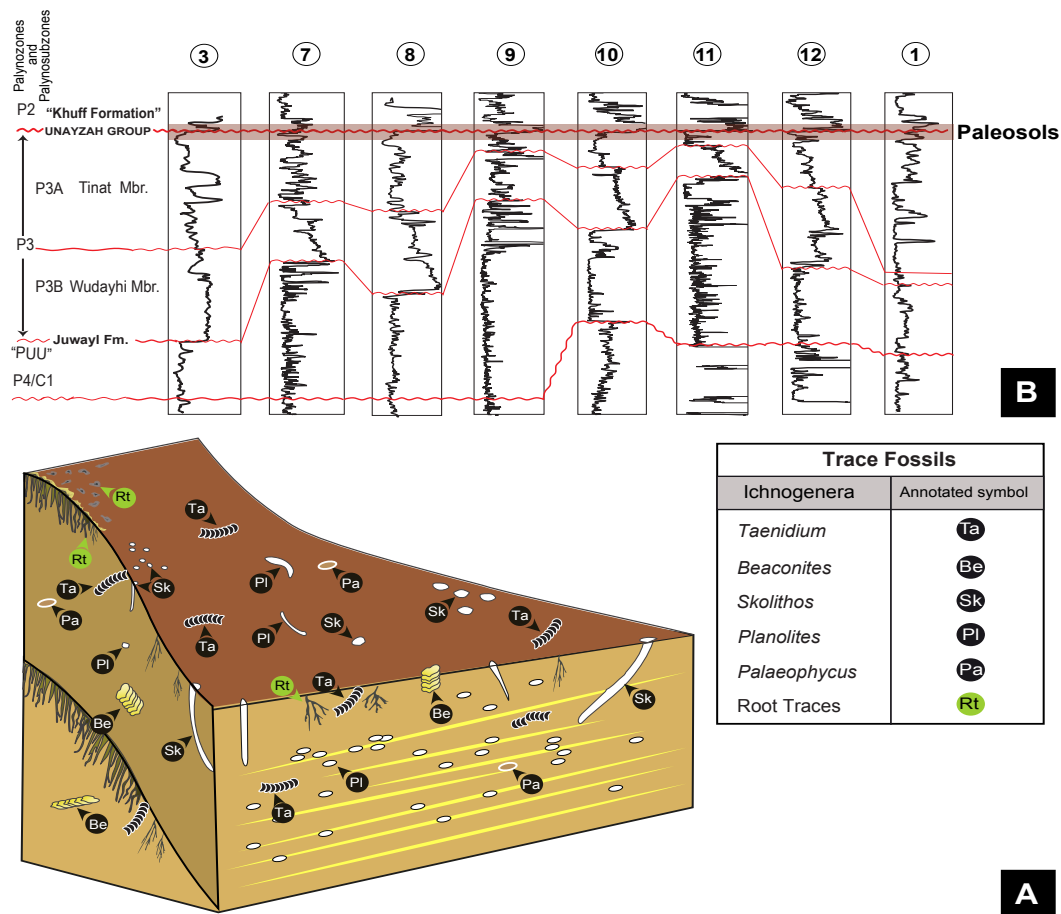 Palynozones
and
Palynosubzones
3 7 8 9 10 11 12 1
P2 “Khuff Formation”
UNAYZAH GROUP
Paleosols
P3A Tinat Mbr.
P3
P3B Wudayhi Mbr.
Juwayl Fm.
"PUU"
P4/C1
B
Trace Fossils
Ichnogenera Annotated symbol
Taenidium Ta
Beaconites Be
Skolithos Sk
Planolites Pl
Palaeophycus Pa
Root Traces Rt
Rt
Ta
Rt
Ta
Sk
Pl
Pa
Pa
Sk
Ta
Pl
Sk
Ta
Pl
Rt
Ta
Be
Sk
Be
Sk
Pl
Pa
Ta
Be
A